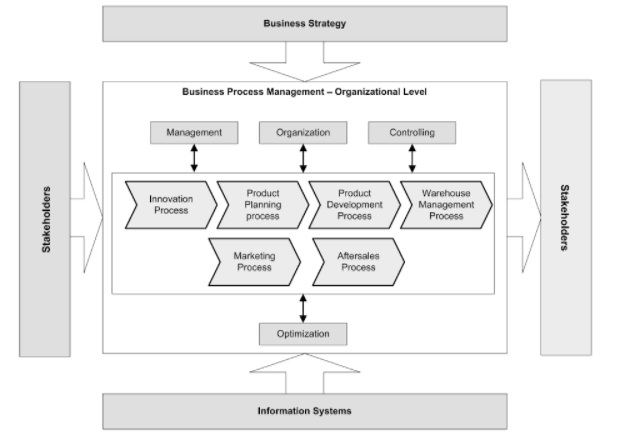 Business Strategy
Business Process Management – Organizational Level
Management
Organization
Controlling
Stakeholders
Stakeholders
Innovation
Process
Product
Planning
process
Product
Development
Process
Warehouse
Management
Process
Marketing
Process
Aftersales
Process
Optimization
Information Systems